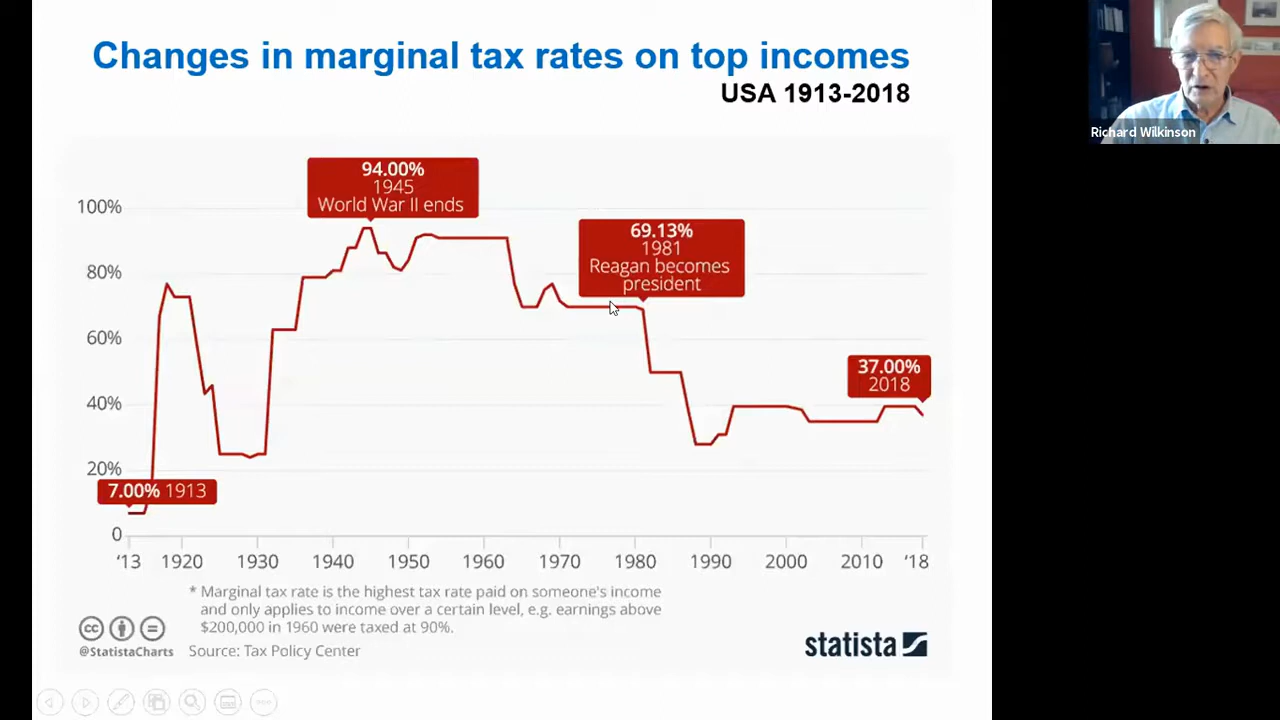 Changes in marginal tax rates on top incomes
USA 1913-2018
Richard Wilkinson
94.00%
1945
World War II ends
100%
69.13%
1981
Reagan becomes
president
80%
60%
37.00%
2018
40%
20%
7.00% 1913
0
'13 1920 1930 1940 1950 1960 1970 1980 1990 2000 2010 '18
* Marginal tax rate is the highest tax rate paid on someone's income
and only applies to income over a certain level, e.g. earnings above
$200,000 in 1960 were taxed at 90%.
cc
@StatistaCharts Source: Tax Policy Center
statista